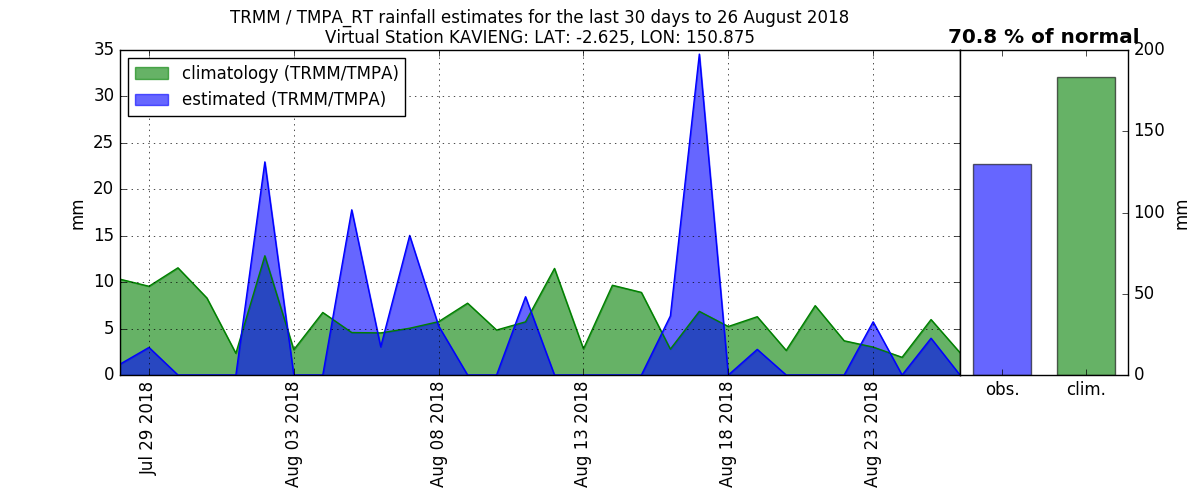 TRMM / TMPA_RT rainfall estimates for the last 30 days to 26 August 2018
Virtual Station KAVIENG: LAT: -2.625, LON: 150.875
70.8 % of normal
climatology (TRMM/TMPA)
estimated (TRMM/TMPA)
35
30
25
20
15
10
5
0
mm
Jul 29 2018
Aug 03 2018
Aug 08 2018
Aug 13 2018
Aug 18 2018
Aug 23 2018
obs.
clim.
200
150
100
50
0
mm